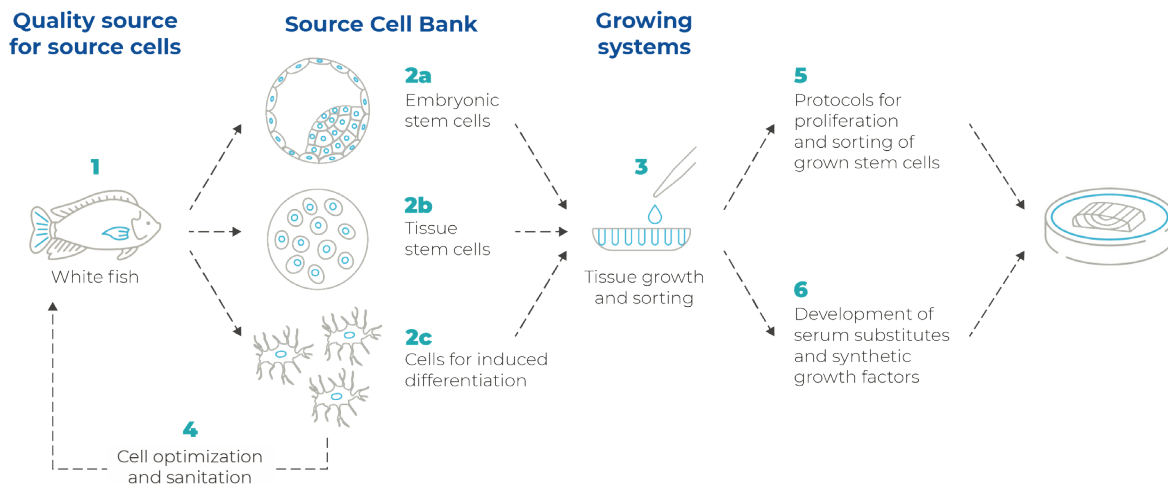 Quality source
for source cells
Source Cell Bank
Growing
systems
1
White fish
2a
Embryonic
stem cells
2b
Tissue
stem cells
2c
Cells for induced
differentiation
3
Tissue growth
and sorting
4
Cell optimization
and sanitation
5
Protocols for
proliferation
and sorting of
grown stem cells
6
Development of
serum substitutes
and synthetic
growth factors